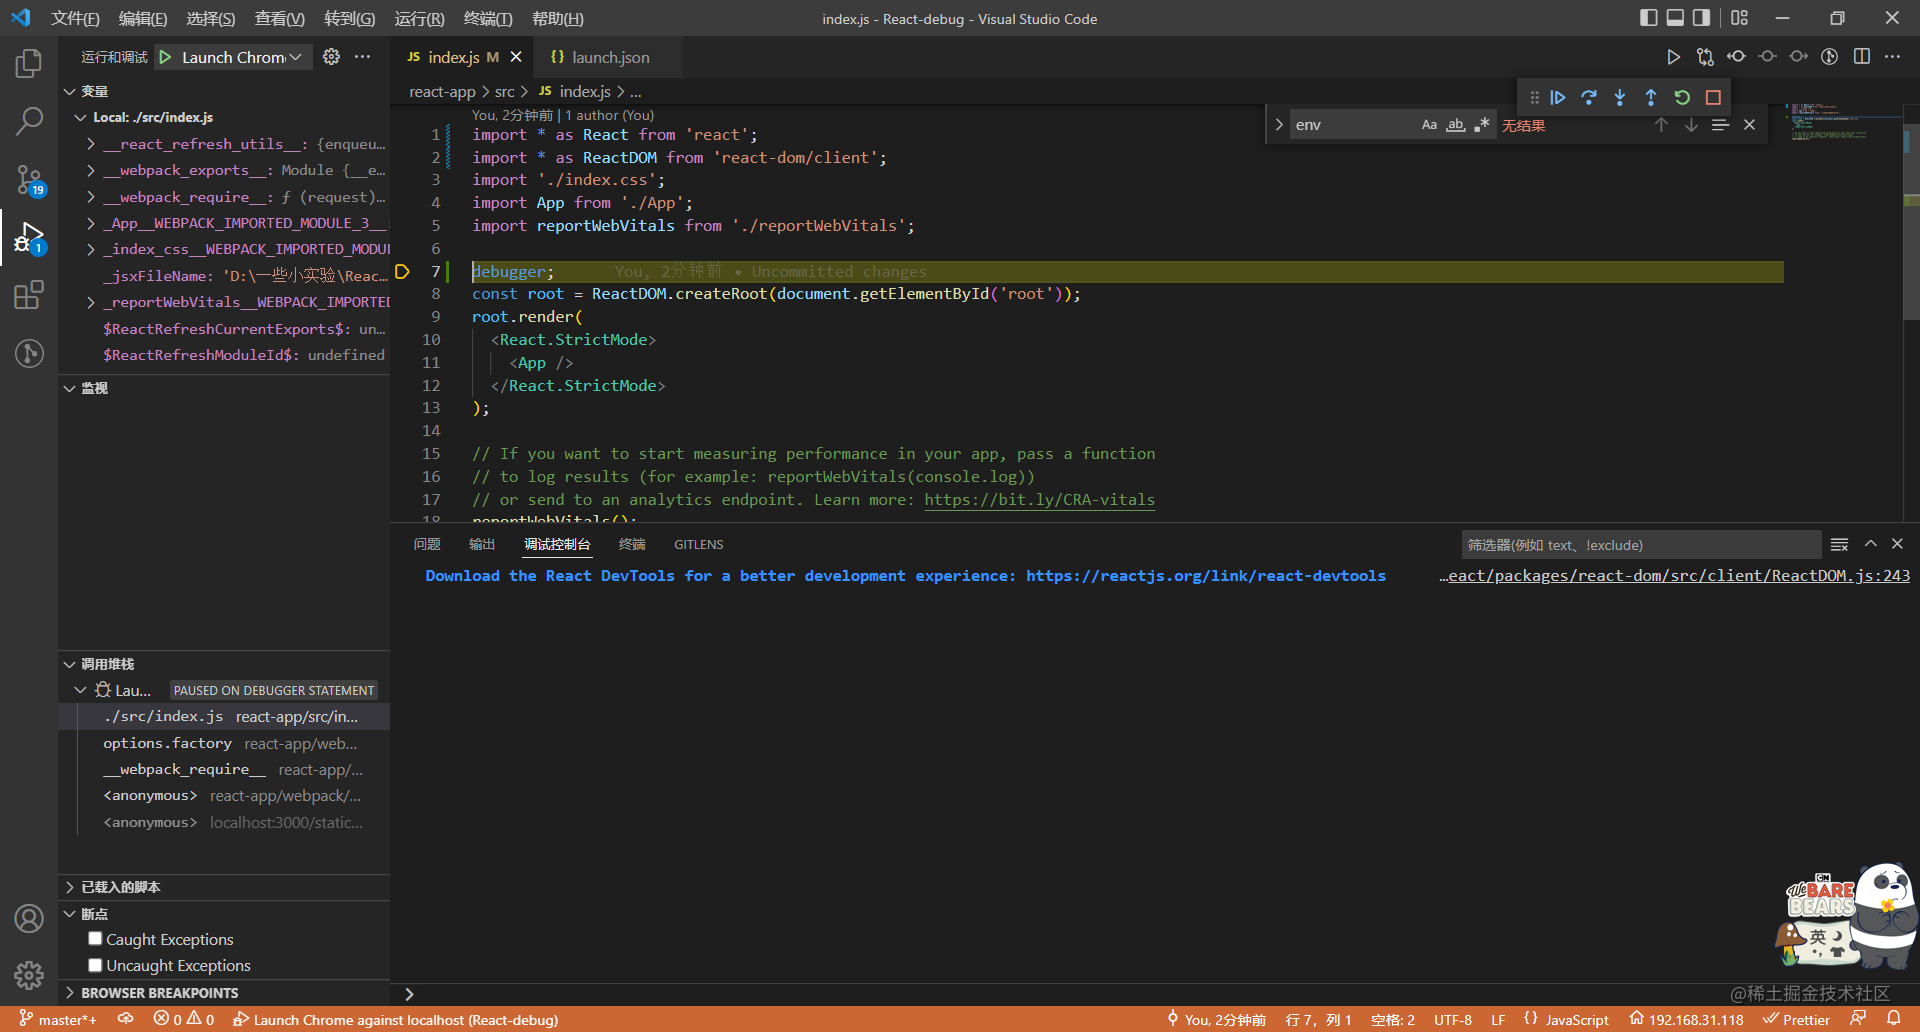 文件(F) 编辑(E) 选择(S) 查看(V) 转到(G) 运行(R) 终端(T) 帮助(H)
index.js - React-debug - Visual Studio Code
运行和调试 Launch Chrom
JS index.js M
{} launch.json
react-app > src > JS index.js > ...
变量
Local: ./src/index.js
__react_refresh_utils__: {enqueu…
__webpack_exports__: Module {__e…
__webpack_require__: ƒ (request)…
_App__WEBPACK_IMPORTED_MODULE_3__:
_index_css__WEBPACK_IMPORTED_MODUL
_jsxFileName: 'D:\一些小实验\Reac…
_reportWebVitals__WEBPACK_IMPORTED
$ReactRefreshCurrentExports$: un…
$ReactRefreshModuleId$: undefined
监视
调用堆栈
Lau... PAUSED ON DEBUGGER STATEMENT
./src/index.js react-app/src/in...
options.factory react-app/web...
__webpack_require__ react-app/...
<anonymous> react-app/webpack/...
<anonymous> localhost:3000/static...
已载入的脚本
断点
Caught Exceptions
Uncaught Exceptions
BROWSER BREAKPOINTS
19
1
env Aa ab .* 无结果
You, 2分钟前 | 1 author (You)
1 import * as React from 'react';
2 import * as ReactDOM from 'react-dom/client';
3 import './index.css';
4 import App from './App';
5 import reportWebVitals from './reportWebVitals';
6
7 debugger; You, 2分钟前 • Uncommitted changes
8 const root = ReactDOM.createRoot(document.getElementById('root'));
9 root.render(
10 <React.StrictMode>
11 <App />
12 </React.StrictMode>
13 );
14
15 // If you want to start measuring performance in your app, pass a function
16 // to log results (for example: reportWebVitals(console.log))
17 // or send to an analytics endpoint. Learn more: https://bit.ly/CRA-vitals
18 reportWebVitals();
问题 输出 调试控制台 终端 GITLENS
筛选器(例如 text、!exclude)
Download the React DevTools for a better development experience: https://reactjs.org/link/react-devtools
…eact/packages/react-dom/src/client/ReactDOM.js:243
CN
We BARE
BEARS
英
@稀土掘金技术社区
master*+ 0 0 Launch Chrome against localhost (React-debug)
You, 2分钟前 行 7，列 1 空格: 2 UTF-8 LF {} JavaScript 192.168.31.118 Prettier